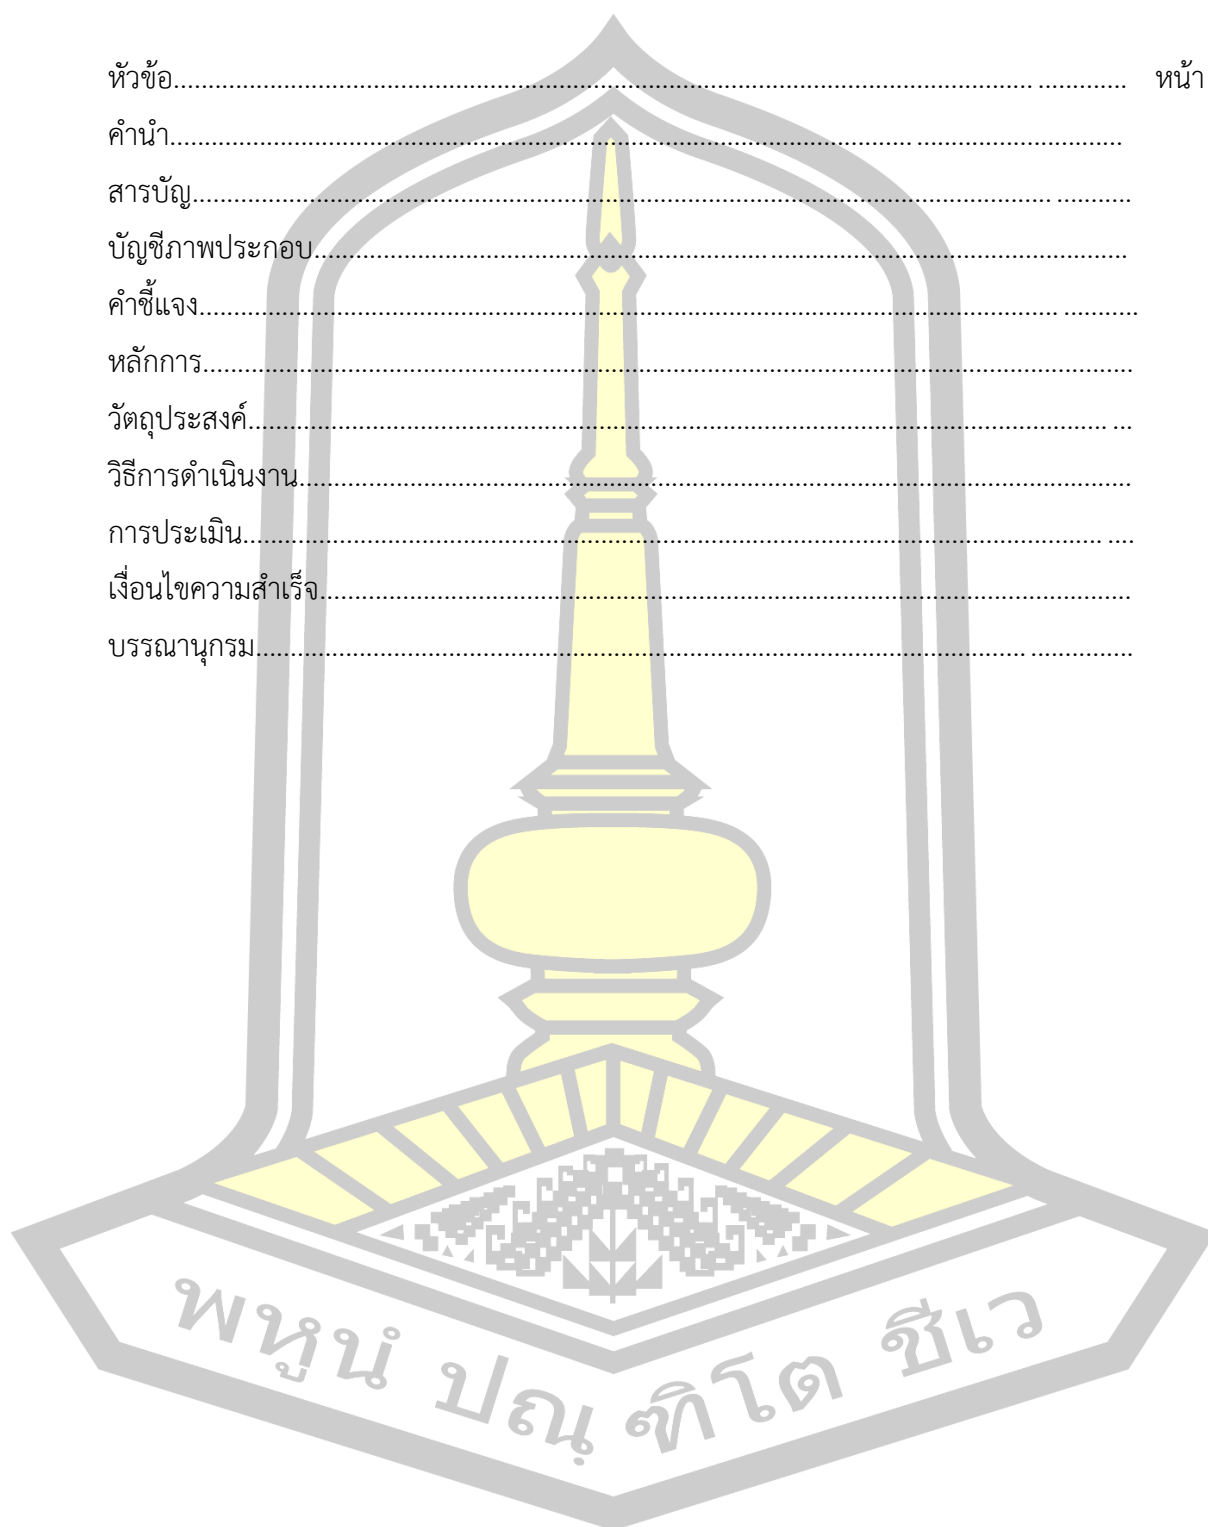 หัวข้อ........................................................................................................................ หน้า
คำนำ........................................................................................................................
สารบัญ........................................................................................................................
บัญชีภาพประกอบ........................................................................................................................
คำชี้แจง........................................................................................................................
หลักการ........................................................................................................................
วัตถุประสงค์........................................................................................................................
วิธีการดำเนินงาน........................................................................................................................
การประเมิน........................................................................................................................
เงื่อนไขความสำเร็จ........................................................................................................................
บรรณานุกรม........................................................................................................................
พหูนํ ปณฺฑิโต ชีเว